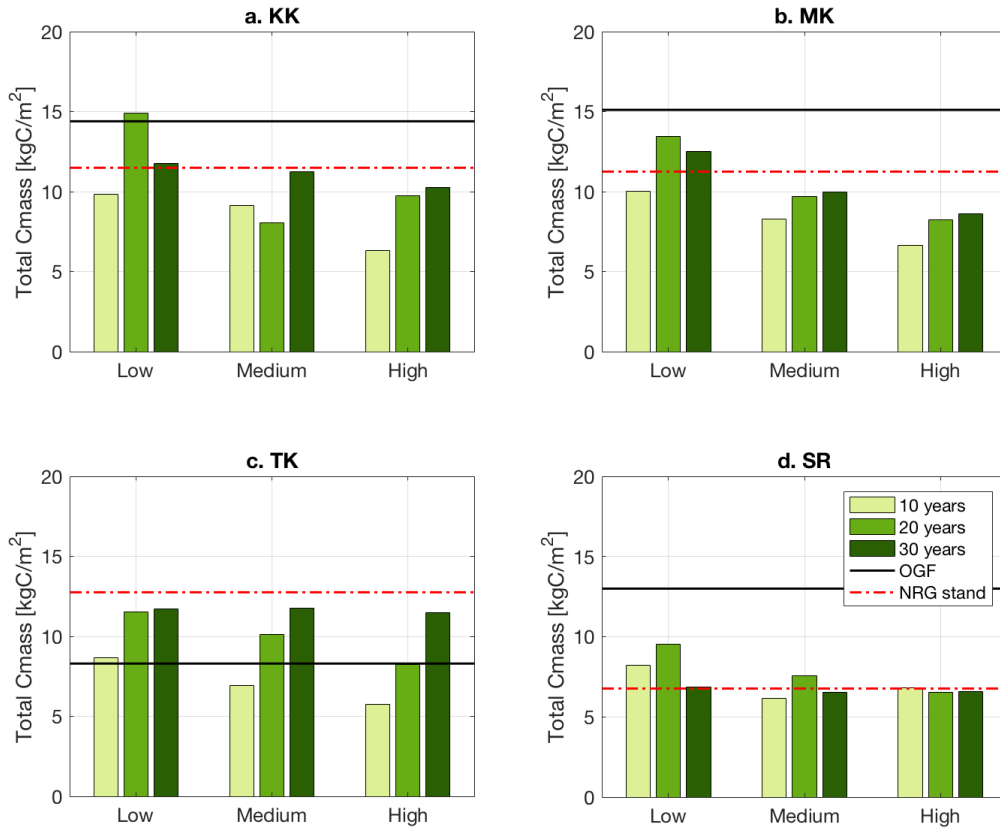 a. KK
Total Cmass [kgC/m²]
20
15
10
5
0
Low Medium High
b. MK
Total Cmass [kgC/m²]
20
15
10
5
0
Low Medium High
c. TK
Total Cmass [kgC/m²]
20
15
10
5
0
Low Medium High
d. SR
Total Cmass [kgC/m²]
20
15
10
5
0
Low Medium High
10 years
20 years
30 years
OGF
NRG stand